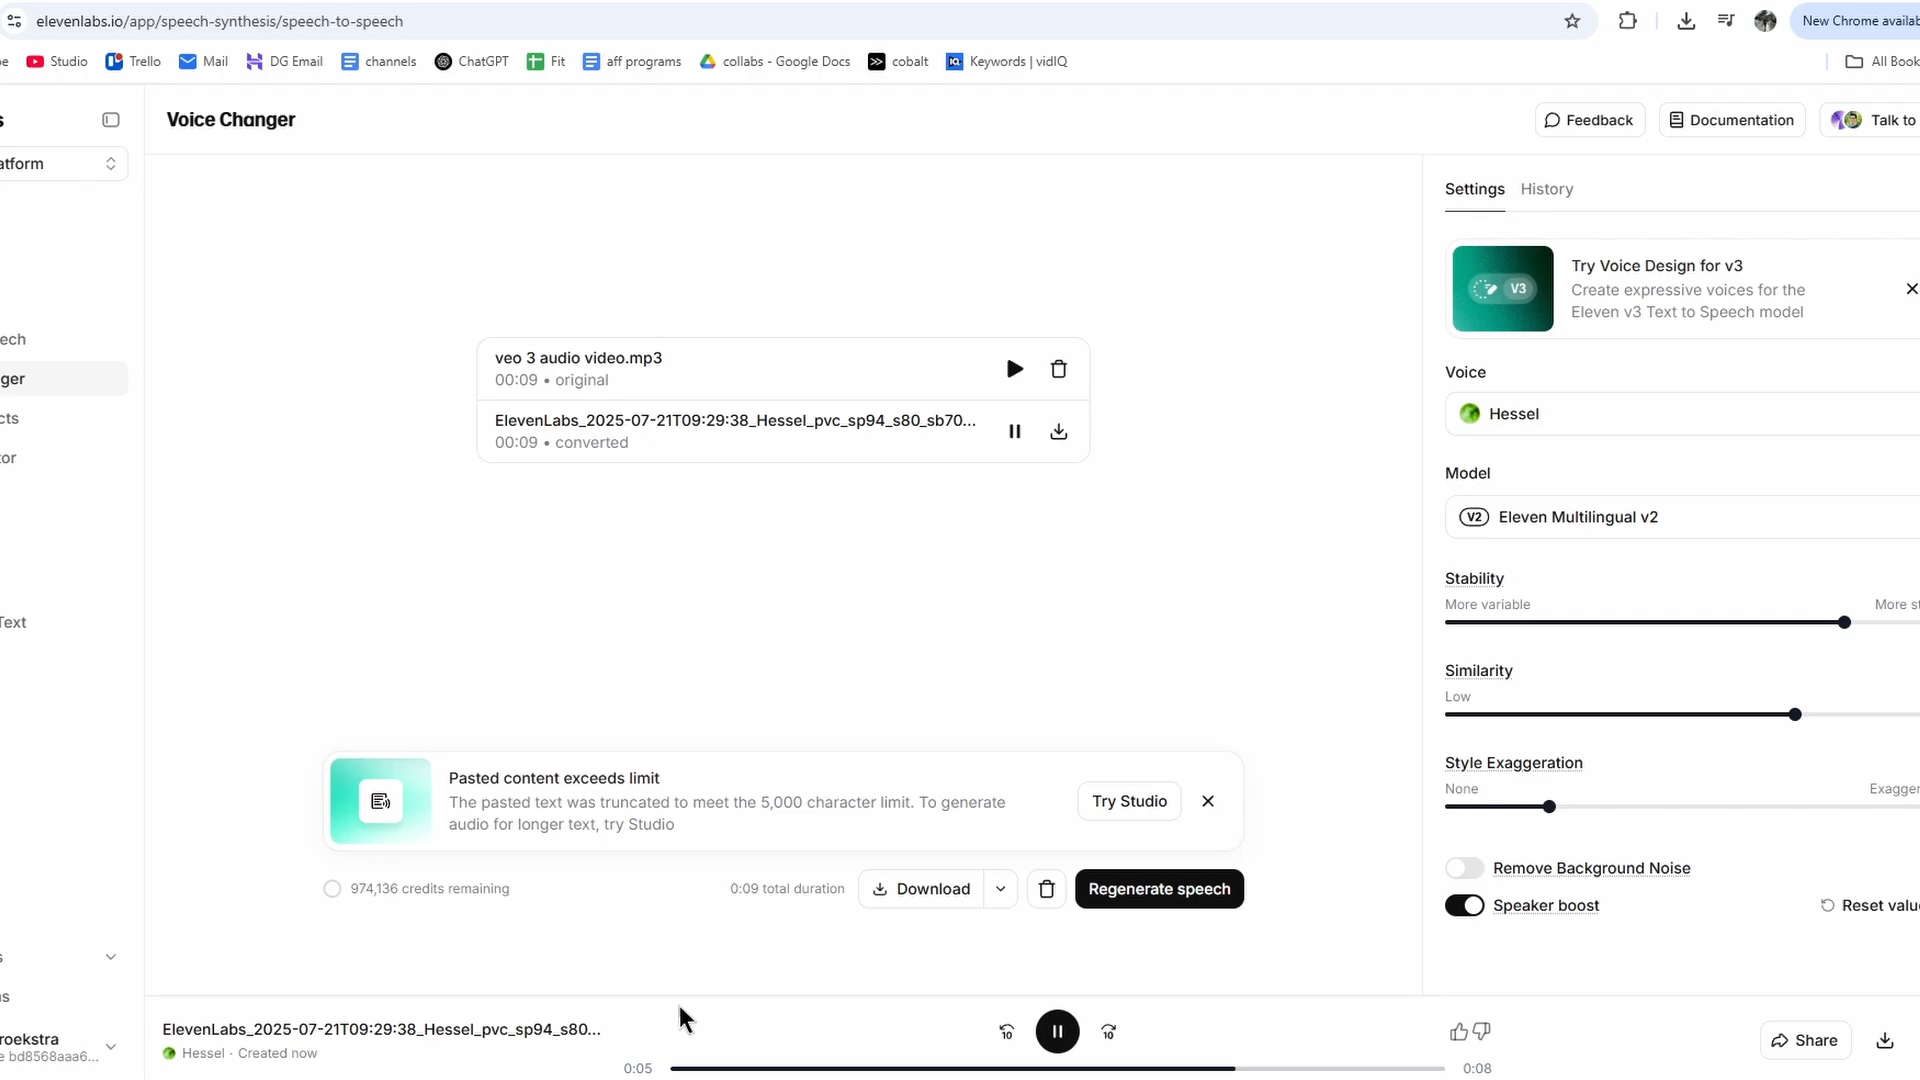 elevenlabs.io/app/speech-synthesis/speech-to-speech
New Chrome availab
Studio
Trello
Mail
DG Email
channels
ChatGPT
Fit
aff programs
collabs - Google Docs
cobalt
Keywords | vidIQ
All Book
Voice Changer
Feedback
Documentation
Talk to
atform
ech
ger
cts
tor
Text
s
ns
roekstra
e bd8568aaa6...
veo 3 audio video.mp3
00:09 • original
ElevenLabs_2025-07-21T09:29:38_Hessel_pvc_sp94_s80_sb70...
00:09 • converted
Pasted content exceeds limit
The pasted text was truncated to meet the 5,000 character limit. To generate
audio for longer text, try Studio
Try Studio
974,136 credits remaining
0:09 total duration
Download
Regenerate speech
Settings
History
V3
Try Voice Design for v3
Create expressive voices for the
Eleven v3 Text to Speech model
Voice
Hessel
Model
V2 Eleven Multilingual v2
Stability
More variable
More st
Similarity
Low
Style Exaggeration
None
Exagger
Remove Background Noise
Speaker boost
Reset value
ElevenLabs_2025-07-21T09:29:38_Hessel_pvc_sp94_s80...
Hessel · Created now
10
10
0:05
0:08
Share